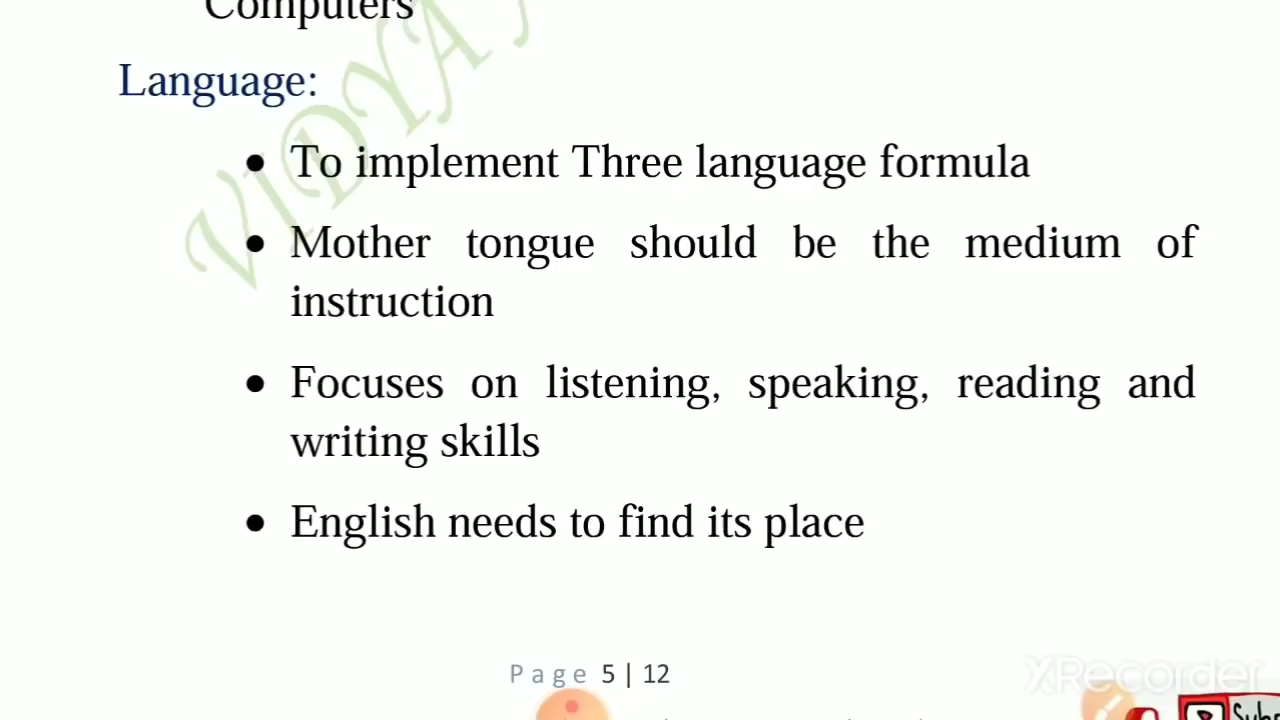 Computers
Language:
• To implement Three language formula
• Mother tongue should be the medium of
instruction
• Focuses on listening, speaking, reading and
writing skills
• English needs to find its place
Page 5 | 12
XRecorder